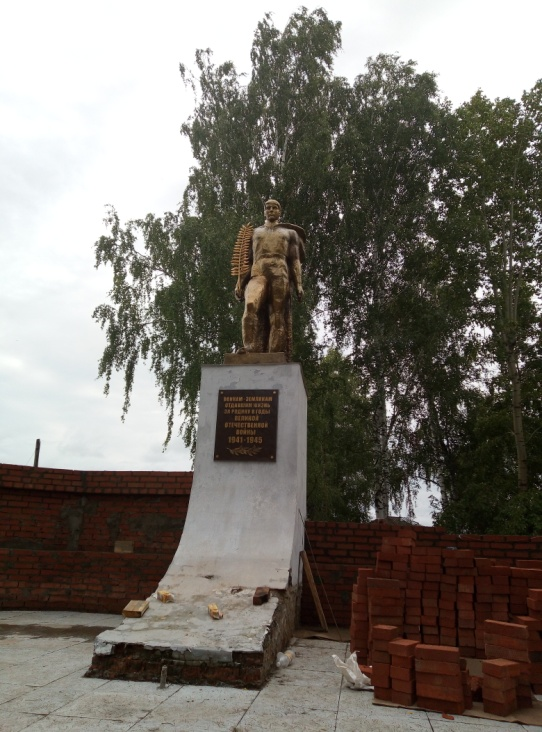 ВОИНАМ ЗЕМЛЯКАМ
ОТДАВШИМ ЖИЗНЬ
ЗА РОДИНУ В ГОДЫ
ВЕЛИКОЙ
ОТЕЧЕСТВЕННОЙ
ВОЙНЫ
1941-1945